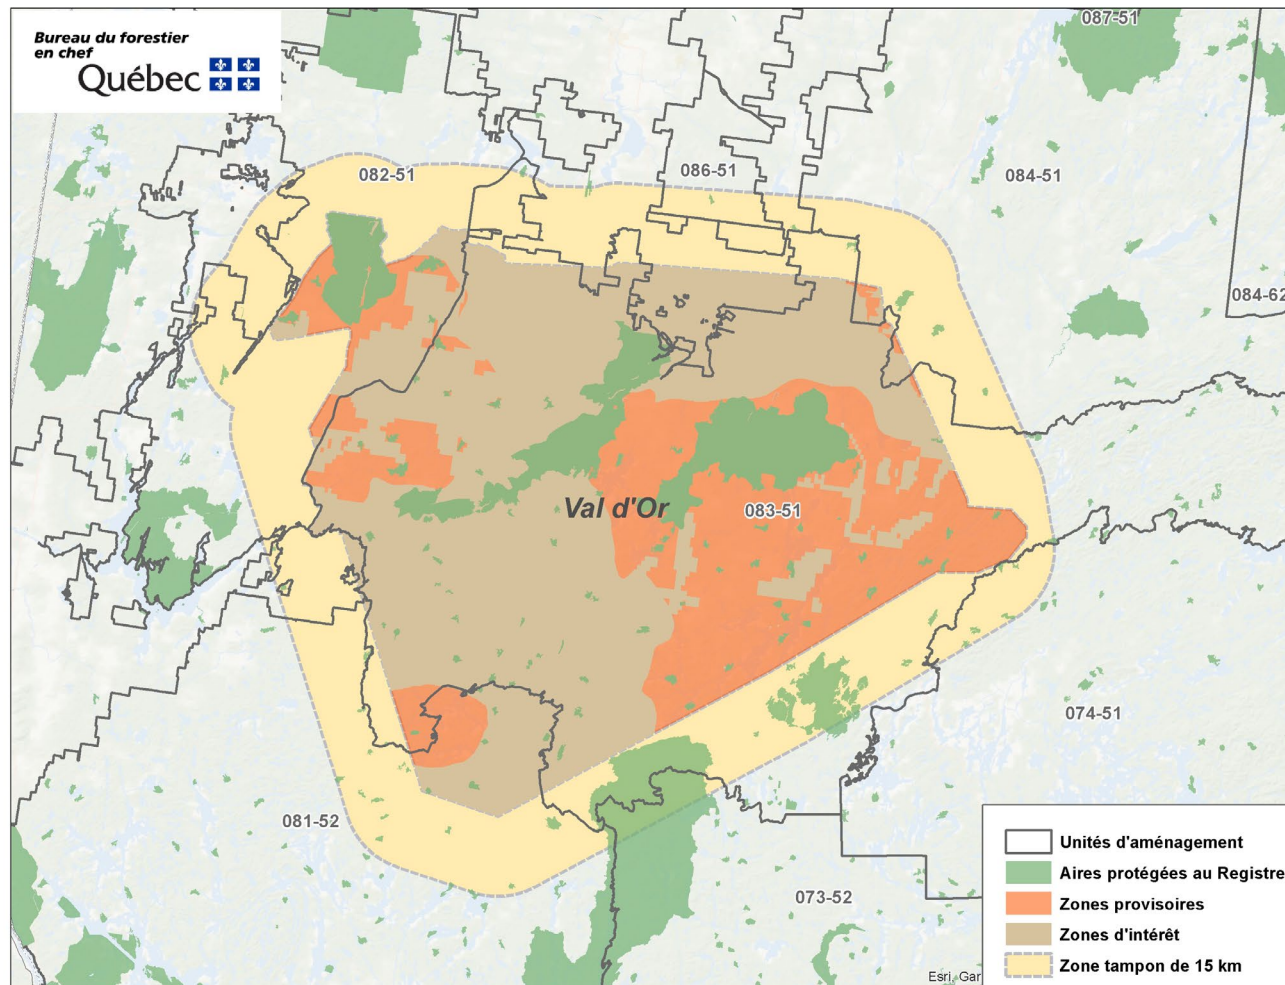 Bureau du forestier
en chef
Québec
087-51
082-51
086-51
084-51
084-62
Val d'Or
083-51
074-51
081-52
073-52
Unités d'aménagement
Aires protégées au Registre
Zones provisoires
Zones d'intérêt
Zone tampon de 15 km
Esri, Gar